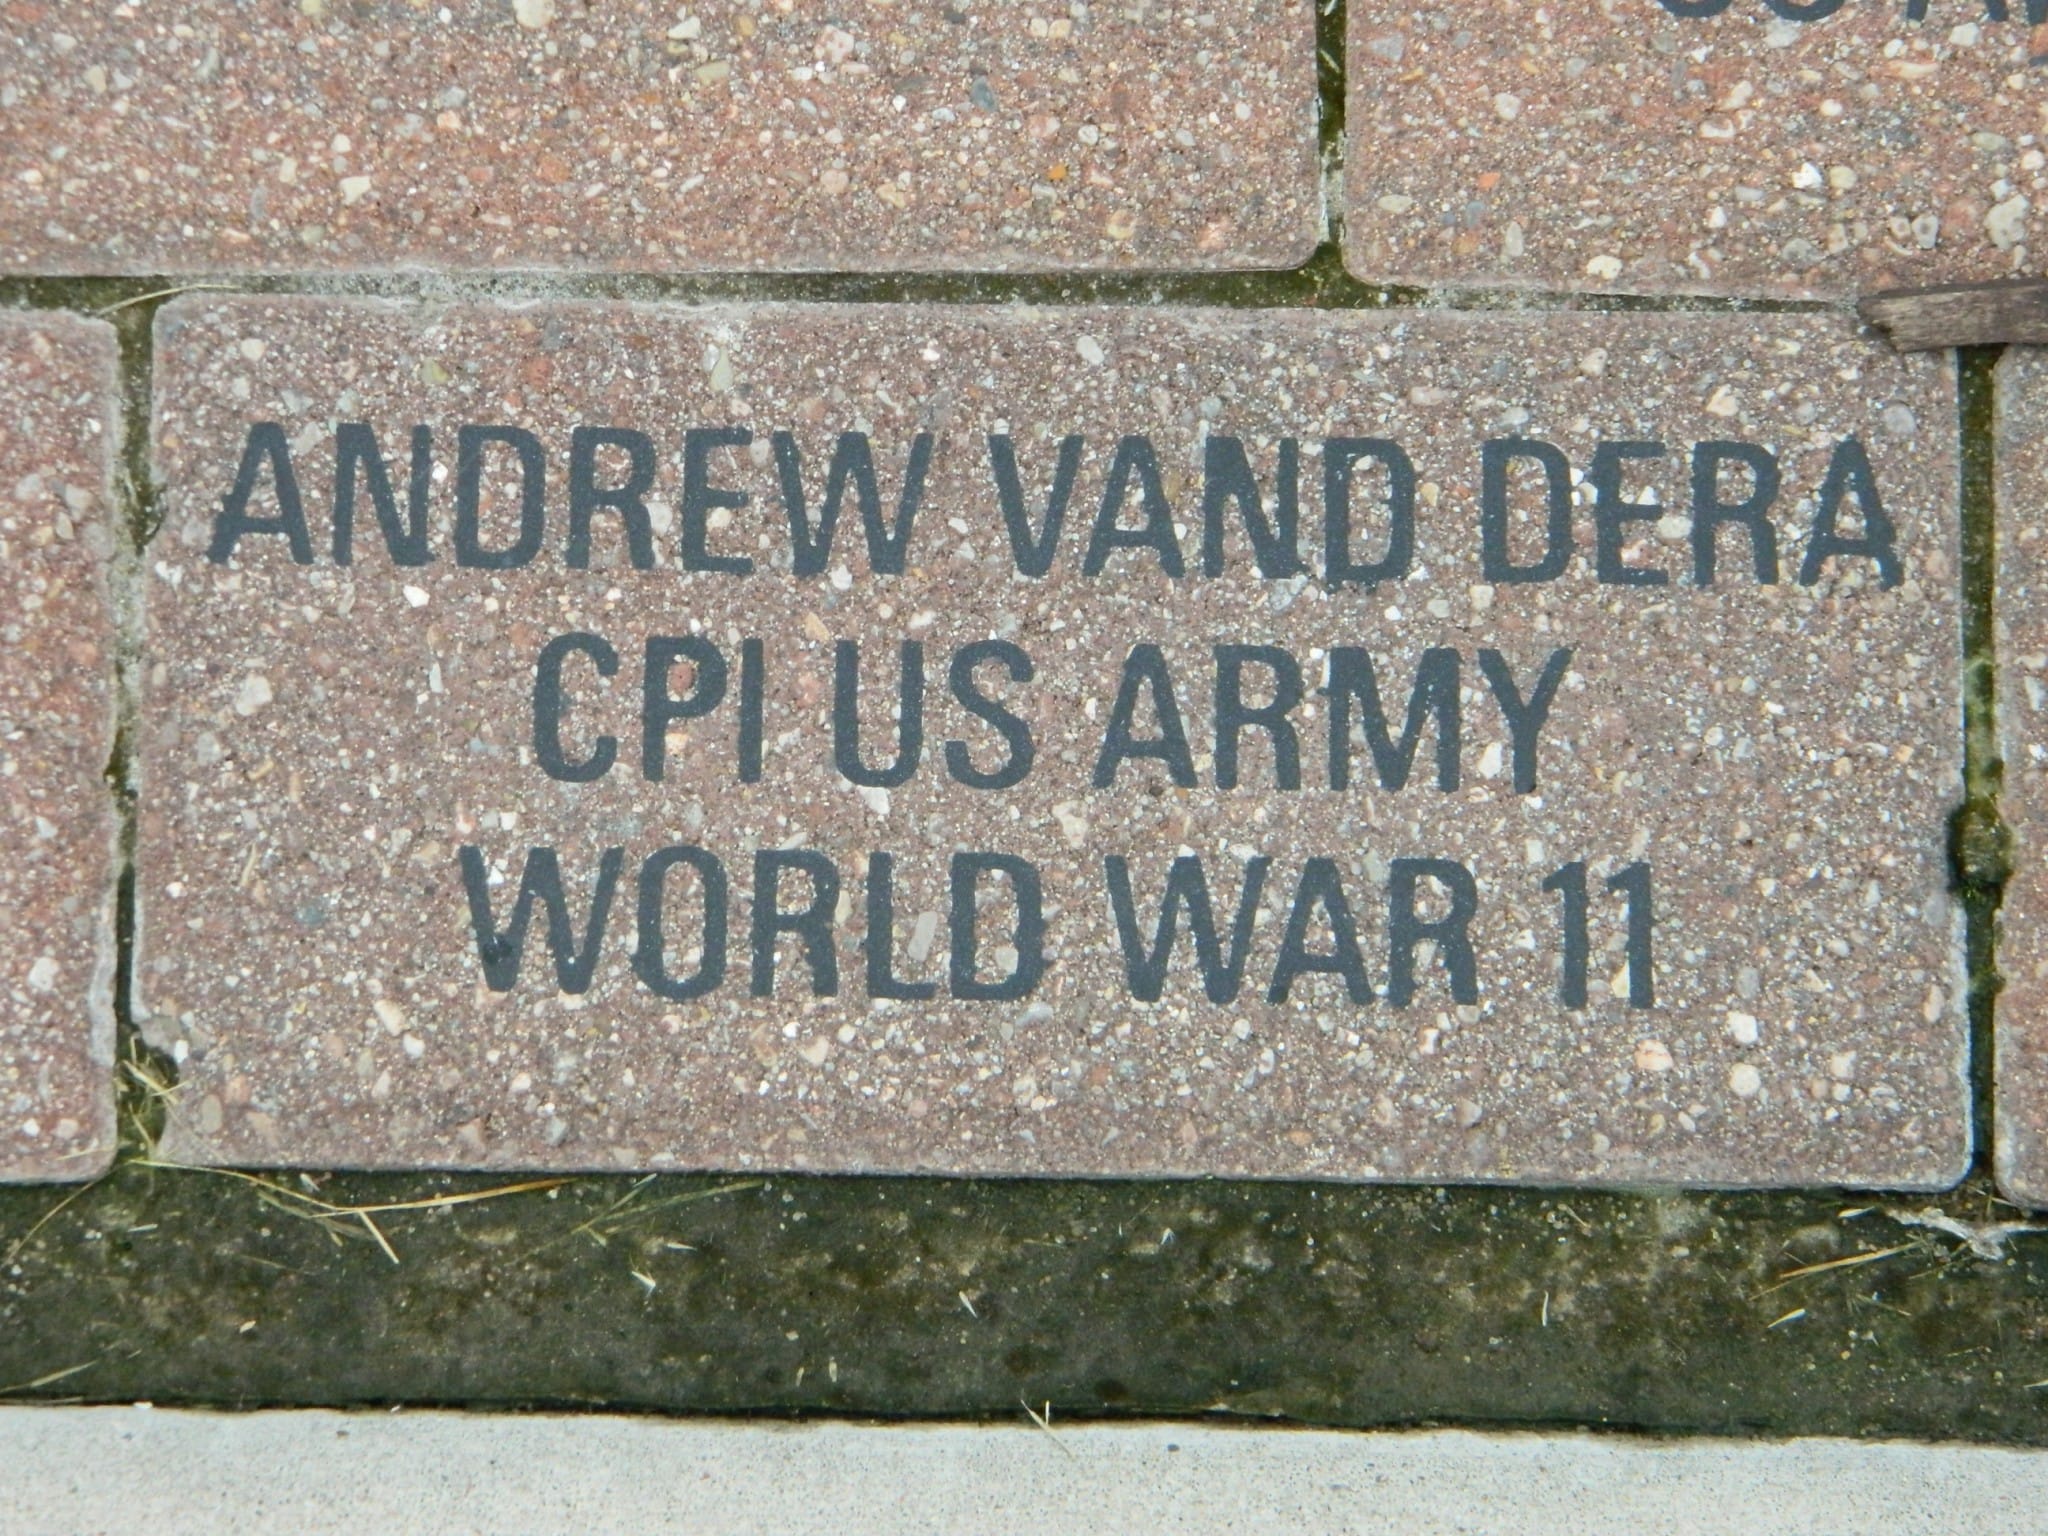 ANDREW VAND DERA
CPI US ARMY
WORLD WAR 11